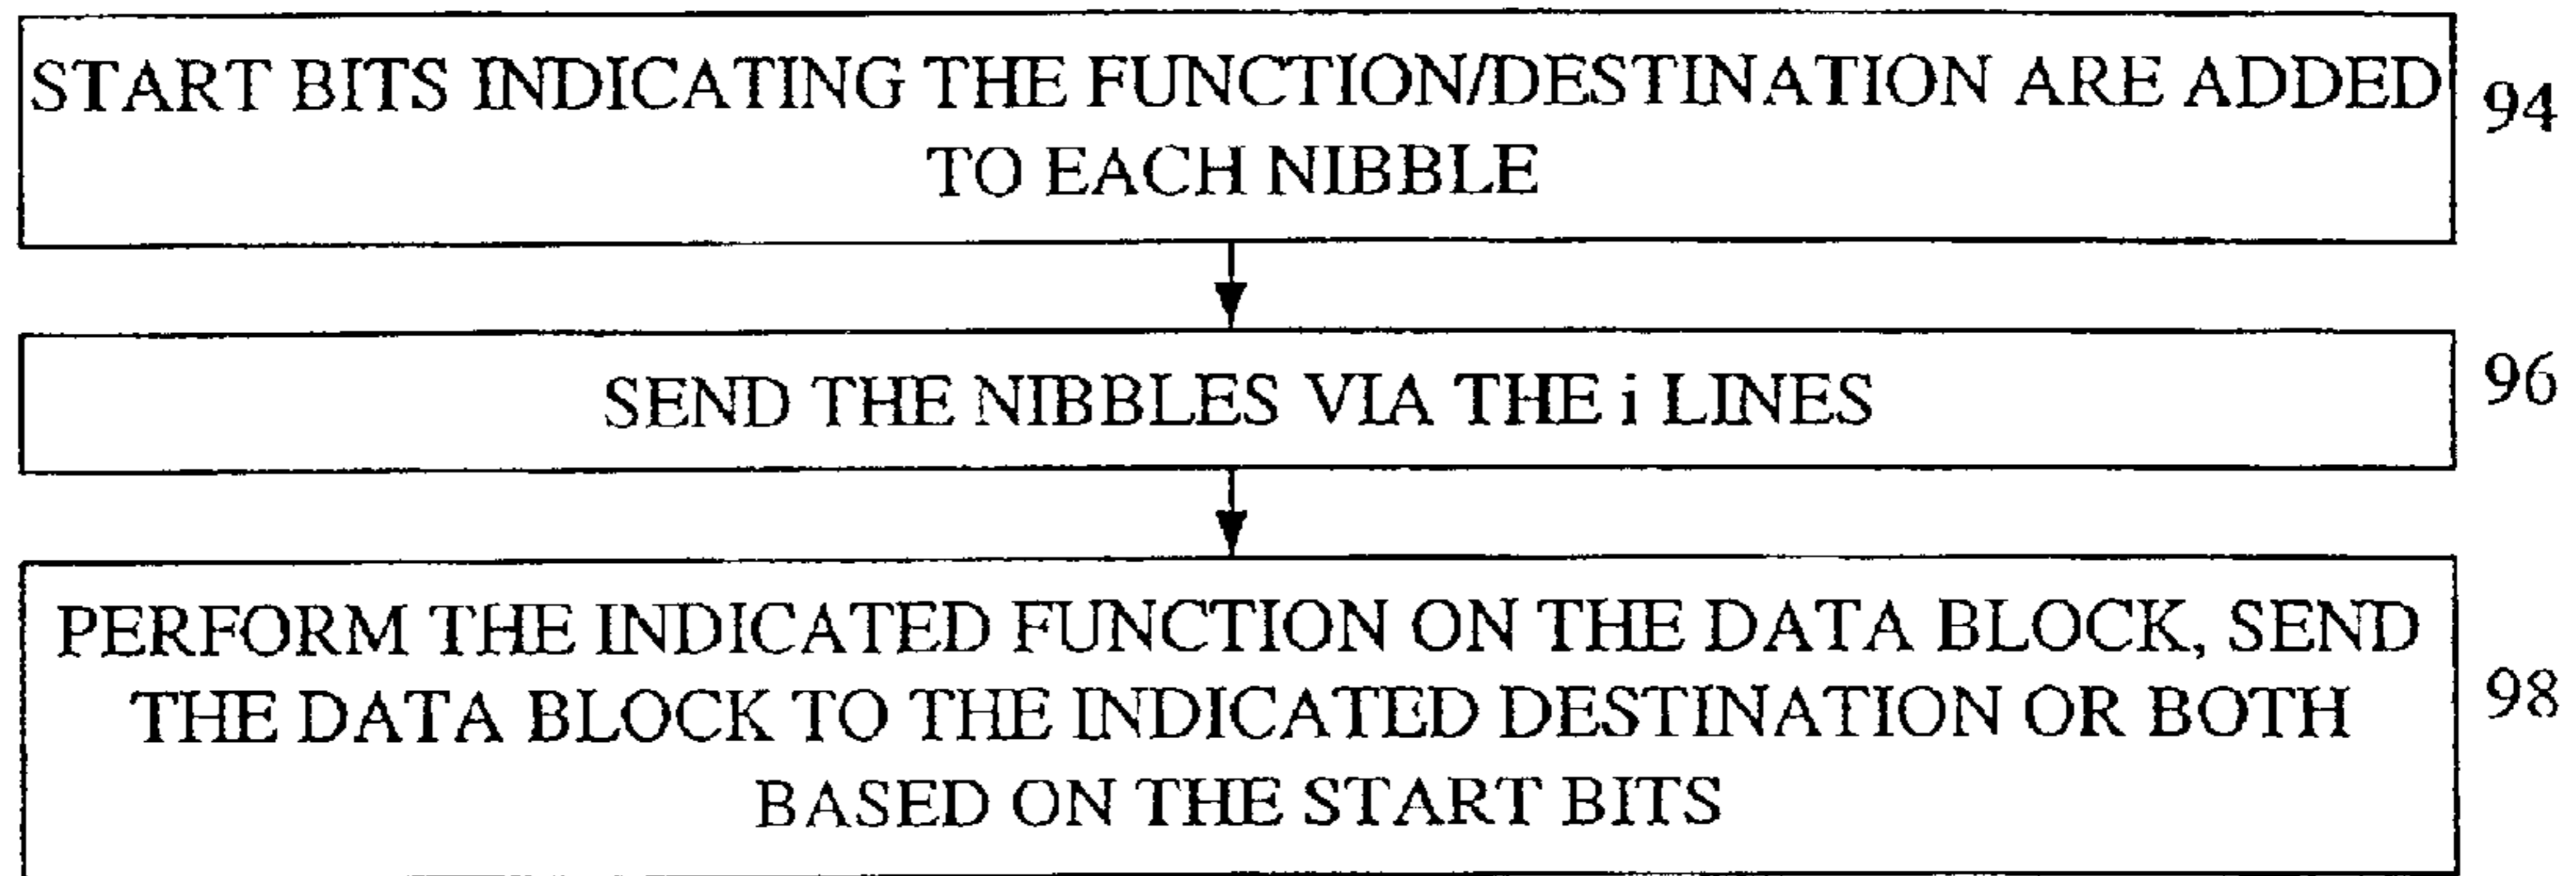 START BITS INDICATING THE FUNCTION/DESTINATION ARE ADDED
TO EACH NIBBLE
94
SEND THE NIBBLES VIA THE i LINES
96
PERFORM THE INDICATED FUNCTION ON THE DATA BLOCK, SEND
THE DATA BLOCK TO THE INDICATED DESTINATION OR BOTH
BASED ON THE START BITS
98